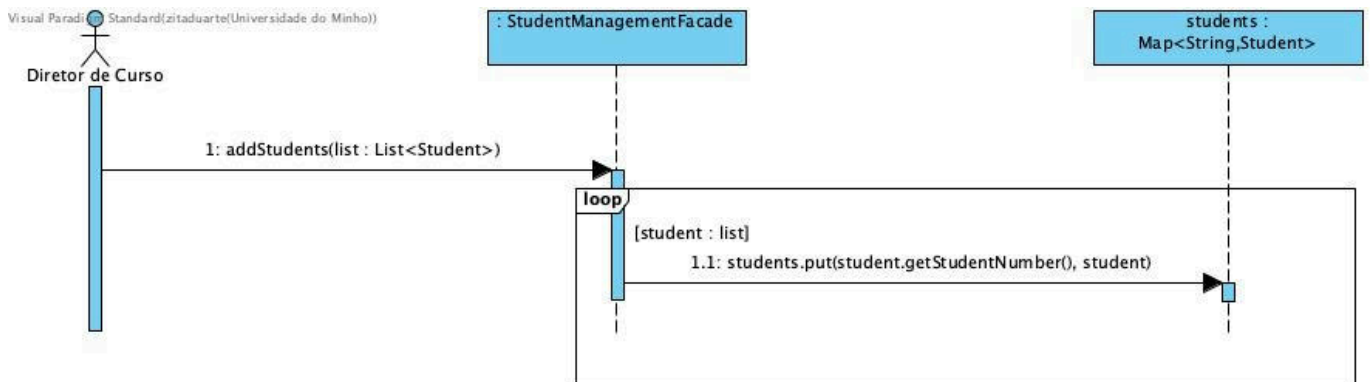 Visual Paradigm Standard(zitaduarte(Universidade do Minho))
: StudentManagementFacade
students :
Map<String,Student>
Diretor de Curso
1: addStudents(list : List<Student>)
loop
[student : list]
1.1: students.put(student.getStudentNumber(), student)